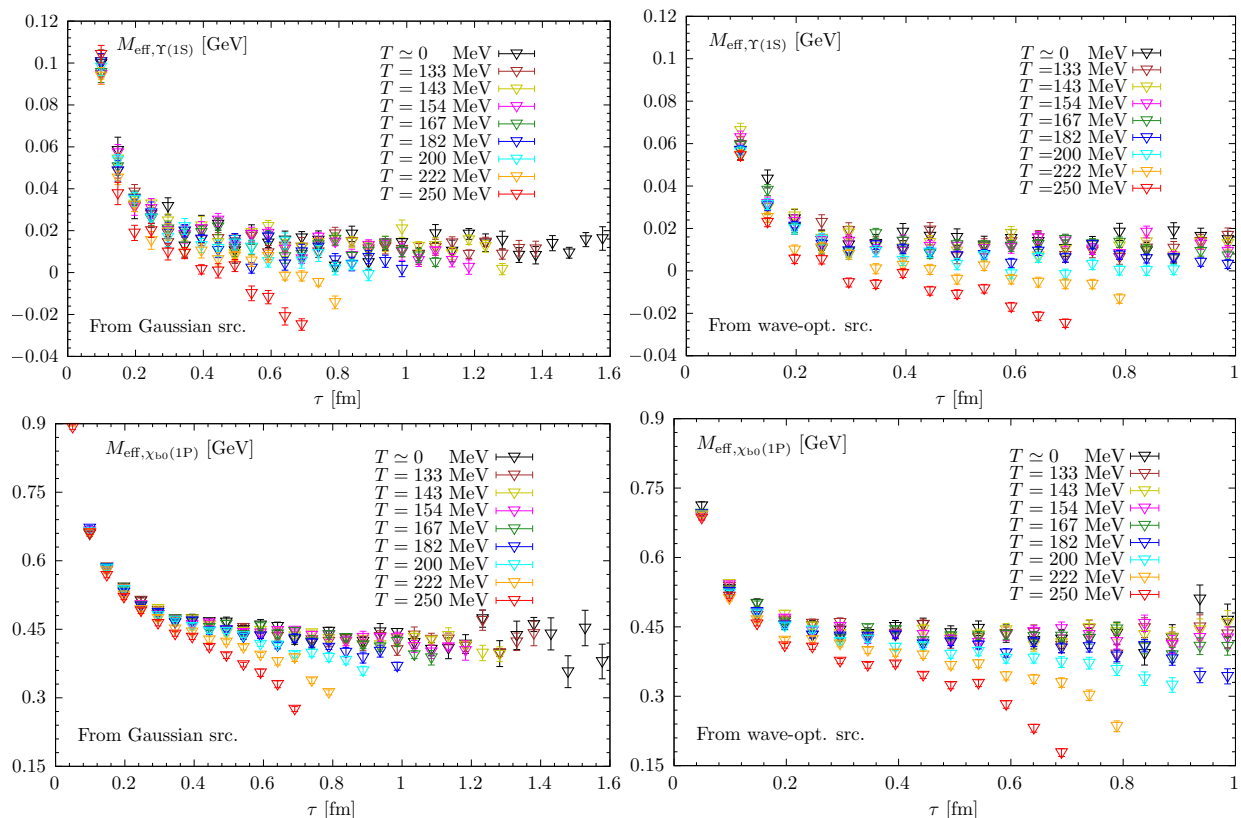 M_eff,Υ(1S) [GeV]
T ≃ 0 MeV
T = 133 MeV
T = 143 MeV
T = 154 MeV
T = 167 MeV
T = 182 MeV
T = 200 MeV
T = 222 MeV
T = 250 MeV
From Gaussian src.
0.12
0.1
0.08
0.06
0.04
0.02
0
−0.02
−0.04
0 0.2 0.4 0.6 0.8 1 1.2 1.4 1.6
τ [fm]
M_eff,Υ(1S) [GeV]
T ≃ 0 MeV
T =133 MeV
T =143 MeV
T =154 MeV
T =167 MeV
T =182 MeV
T =200 MeV
T =222 MeV
T =250 MeV
From wave-opt. src.
0.12
0.1
0.08
0.06
0.04
0.02
0
−0.02
−0.04
0 0.2 0.4 0.6 0.8 1
τ [fm]
M_eff,χb0(1P) [GeV]
T ≃ 0 MeV
T = 133 MeV
T = 143 MeV
T = 154 MeV
T = 167 MeV
T = 182 MeV
T = 200 MeV
T = 222 MeV
T = 250 MeV
From Gaussian src.
0.9
0.75
0.6
0.45
0.3
0.15
0 0.2 0.4 0.6 0.8 1 1.2 1.4 1.6
τ [fm]
M_eff,χb0(1P) [GeV]
T ≃ 0 MeV
T = 133 MeV
T = 143 MeV
T = 154 MeV
T = 167 MeV
T = 182 MeV
T = 200 MeV
T = 222 MeV
T = 250 MeV
From wave-opt. src.
0.9
0.75
0.6
0.45
0.3
0.15
0 0.2 0.4 0.6 0.8 1
τ [fm]